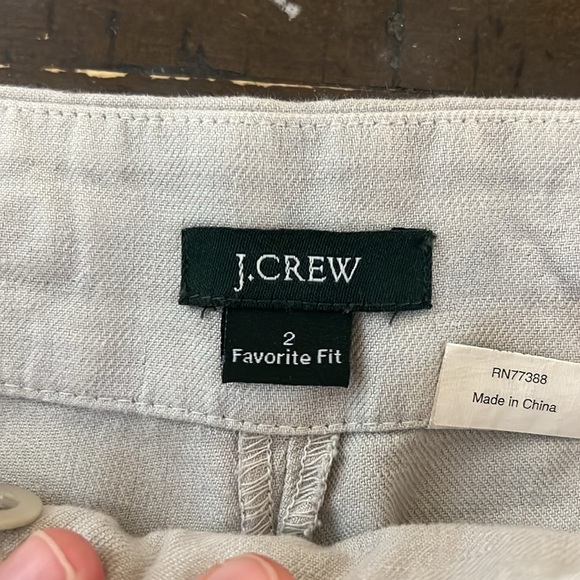 J.CREW
2
Favorite Fit
RN77388
Made in China